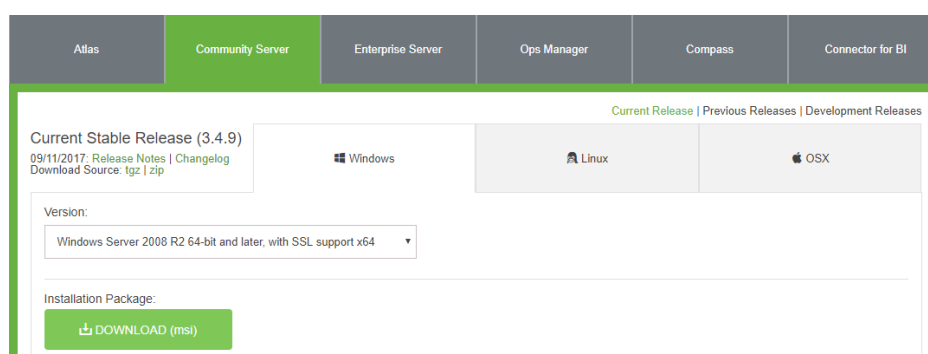 Atlas
Community Server
Enterprise Server
Ops Manager
Compass
Connector for BI
Current Release | Previous Releases | Development Releases
Current Stable Release (3.4.9)
09/11/2017: Release Notes | Changelog
Download Source: tgz | zip
Windows
Linux
OSX
Version:
Windows Server 2008 R2 64-bit and later, with SSL support x64
Installation Package:
DOWNLOAD (msi)